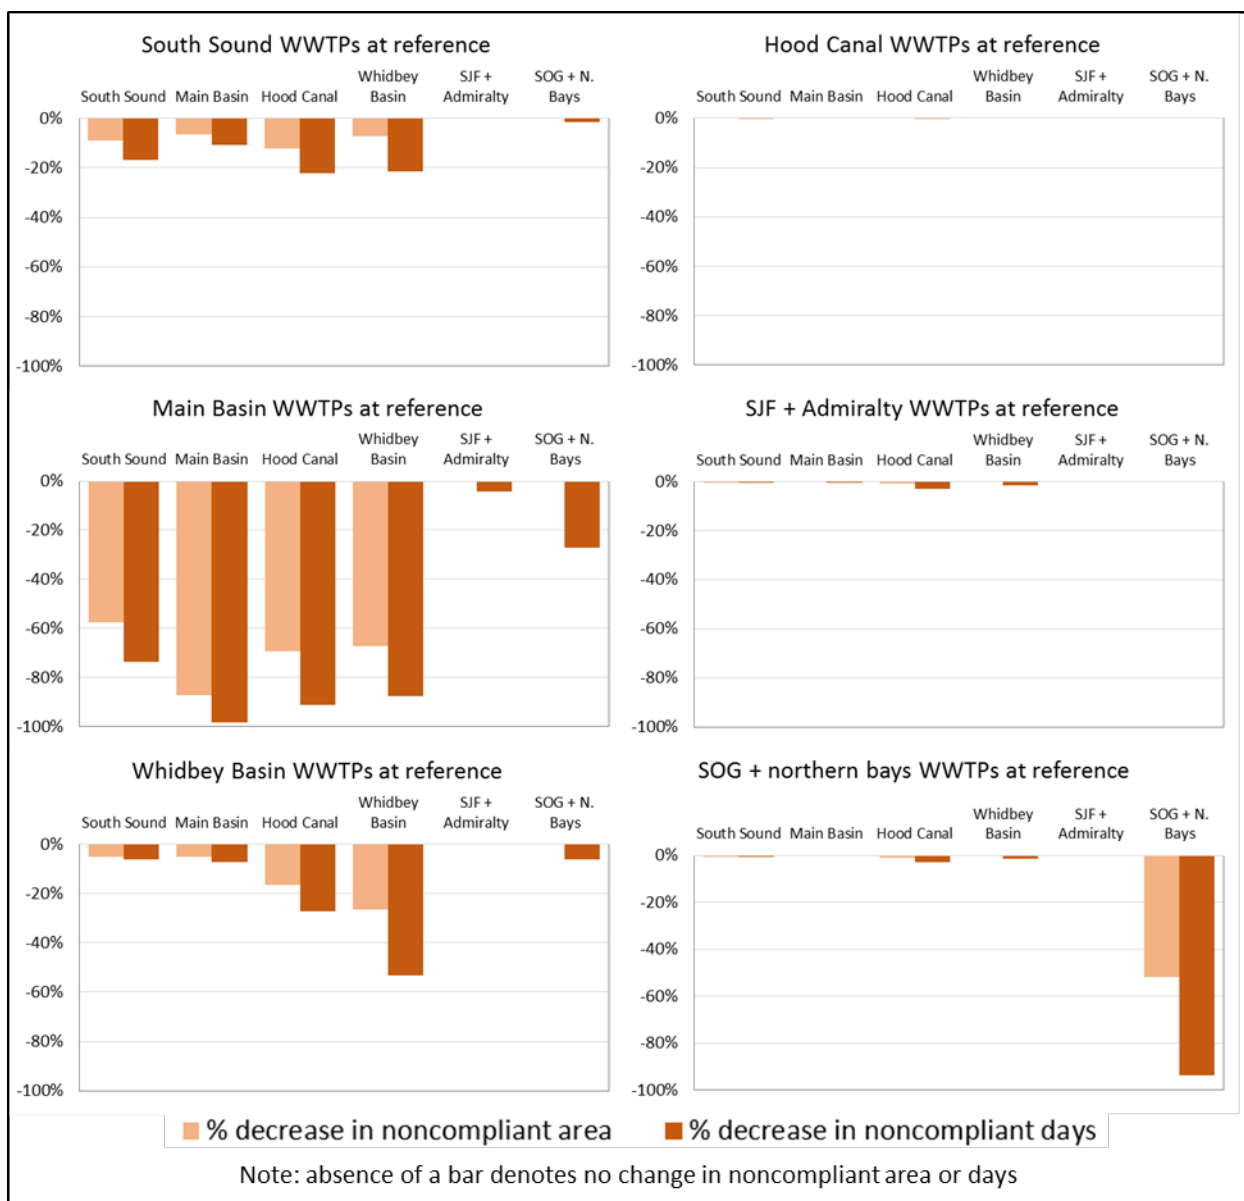 South Sound WWTPs at reference
South Sound Main Basin Hood Canal Whidbey Basin SJF + Admiralty SOG + N. Bays
0%
-20%
-40%
-60%
-80%
-100%
Hood Canal WWTPs at reference
South Sound Main Basin Hood Canal Whidbey Basin SJF + Admiralty SOG + N. Bays
0%
-20%
-40%
-60%
-80%
-100%
Main Basin WWTPs at reference
South Sound Main Basin Hood Canal Whidbey Basin SJF + Admiralty SOG + N. Bays
0%
-20%
-40%
-60%
-80%
-100%
SJF + Admiralty WWTPs at reference
South Sound Main Basin Hood Canal Whidbey Basin SJF + Admiralty SOG + N. Bays
0%
-20%
-40%
-60%
-80%
-100%
Whidbey Basin WWTPs at reference
South Sound Main Basin Hood Canal Whidbey Basin SJF + Admiralty SOG + N. Bays
0%
-20%
-40%
-60%
-80%
-100%
SOG + northern bays WWTPs at reference
South Sound Main Basin Hood Canal Whidbey Basin SJF + Admiralty SOG + N. Bays
0%
-20%
-40%
-60%
-80%
-100%
% decrease in noncompliant area % decrease in noncompliant days
Note: absence of a bar denotes no change in noncompliant area or days